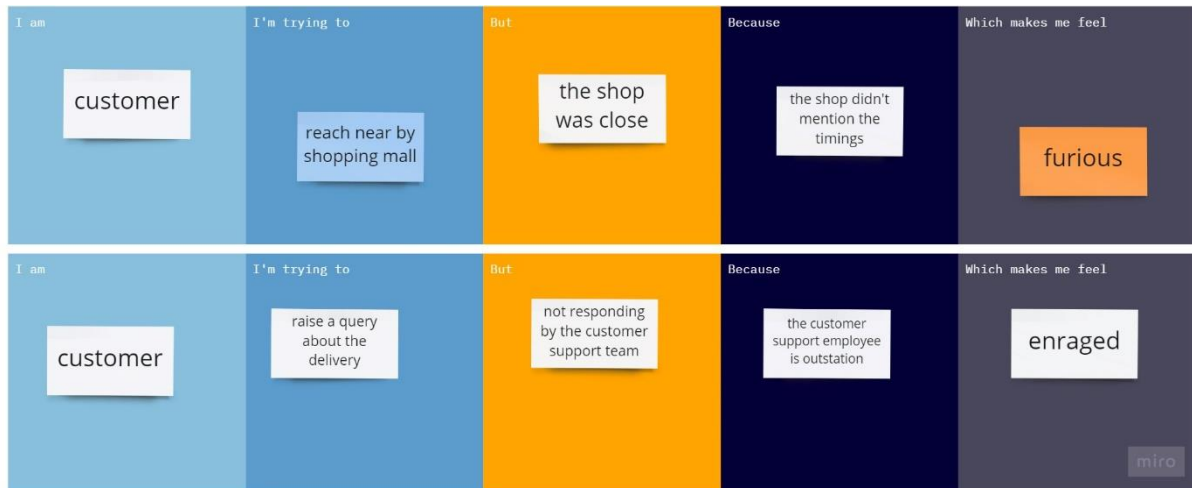 I am
customer
I'm trying to
reach near by
shopping mall
But
the shop
was close
Because
the shop didn't
mention the
timings
Which makes me feel
furious
I am
customer
I'm trying to
raise a query
about the
delivery
But
not responding
by the customer
support team
Because
the customer
support employee
is outstation
Which makes me feel
enraged
miro